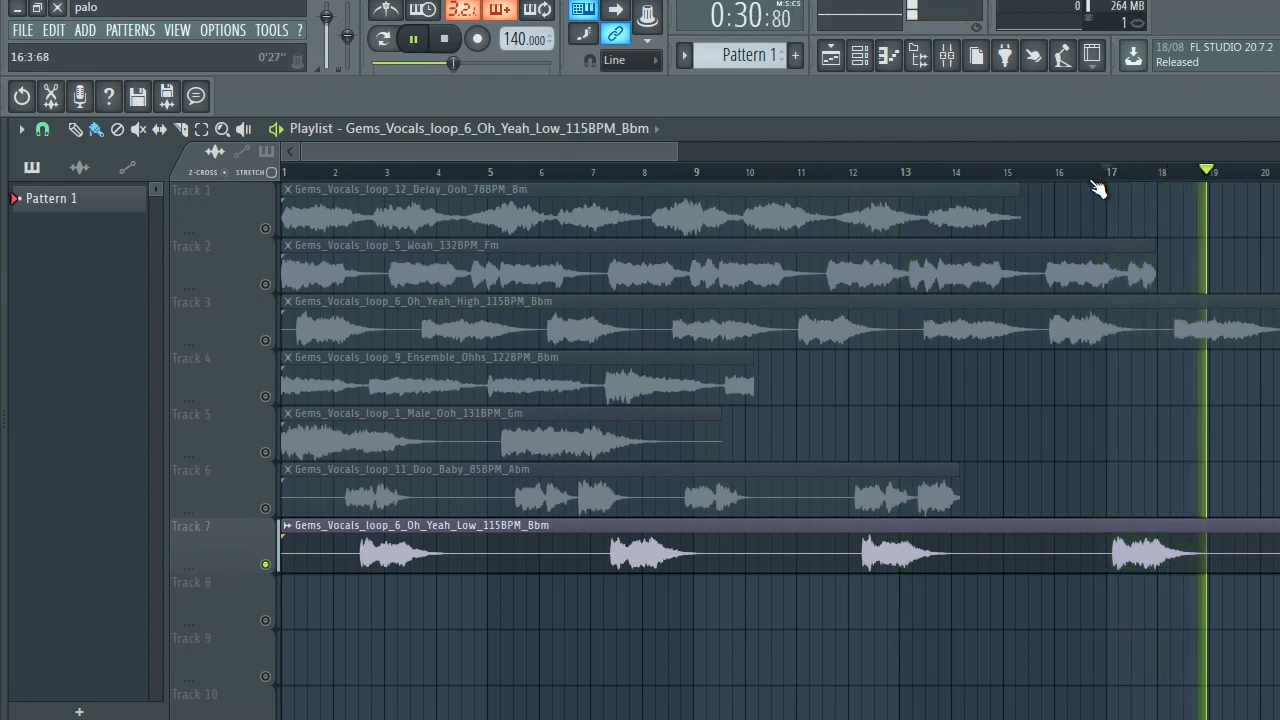 palo
FILE EDIT ADD PATTERNS VIEW OPTIONS TOOLS ?
16:3:68 0'27"
3.2.
140.000
Line
0:30:80
M:S:CS
Pattern 1
+
0
264 MB
1
18/08 FL STUDIO 20.7.2
Released
Playlist - Gems_Vocals_loop_6_Oh_Yeah_Low_115BPM_Bbm
Z-CROSS STRETCH
1 2 3 4 5 6 7 8 9 10 11 12 13 14 15 16 17 18 19 20
Pattern 1
Track 1 Gems_Vocals_loop_12_Delay_Ooh_78BPM_Bm
Track 2 Gems_Vocals_loop_5_Woah_132BPM_Fm
Track 3 Gems_Vocals_loop_6_Oh_Yeah_High_115BPM_Bbm
Track 4 Gems_Vocals_loop_9_Ensemble_Ohhs_122BPM_Bbm
Track 5 Gems_Vocals_loop_1_Male_Ooh_131BPM_Gm
Track 6 Gems_Vocals_loop_11_Doo_Baby_85BPM_Abm
Track 7 Gems_Vocals_loop_6_Oh_Yeah_Low_115BPM_Bbm
Track 8
Track 9
Track 10
+